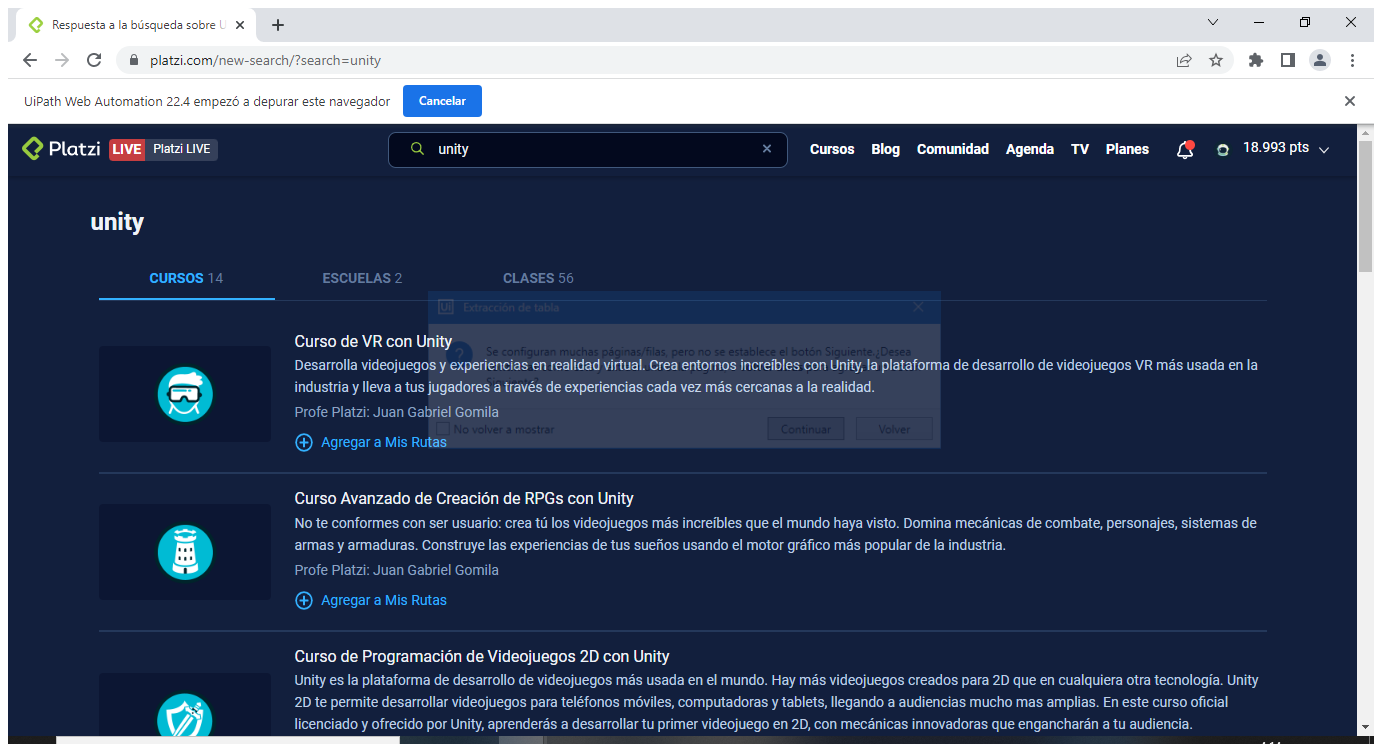 Respuesta a la búsqueda sobre U
platzi.com/new-search/?search=unity
UiPath Web Automation 22.4 empezó a depurar este navegador
Cancelar
Platzi LIVE Platzi LIVE
unity
Cursos Blog Comunidad Agenda TV Planes 18.993 pts
unity
CURSOS 14 ESCUELAS 2 CLASES 56
Ui Extracción de tabla
Se configuran muchas páginas/filas, pero no se establece el botón Siguiente.¿Desea
No volver a mostrar Continuar Volver
Curso de VR con Unity
Desarrolla videojuegos y experiencias en realidad virtual. Crea entornos increíbles con Unity, la plataforma de desarrollo de videojuegos VR más usada en la
industria y lleva a tus jugadores a través de experiencias cada vez más cercanas a la realidad.
Profe Platzi: Juan Gabriel Gomila
Agregar a Mis Rutas
Curso Avanzado de Creación de RPGs con Unity
No te conformes con ser usuario: crea tú los videojuegos más increíbles que el mundo haya visto. Domina mecánicas de combate, personajes, sistemas de
armas y armaduras. Construye las experiencias de tus sueños usando el motor gráfico más popular de la industria.
Profe Platzi: Juan Gabriel Gomila
Agregar a Mis Rutas
Curso de Programación de Videojuegos 2D con Unity
Unity es la plataforma de desarrollo de videojuegos más usada en el mundo. Hay más videojuegos creados para 2D que en cualquiera otra tecnología. Unity
2D te permite desarrollar videojuegos para teléfonos móviles, computadoras y tablets, llegando a audiencias mucho mas amplias. En este curso oficial
licenciado y ofrecido por Unity, aprenderás a desarrollar tu primer videojuego en 2D, con mecánicas innovadoras que engancharán a tu audiencia.